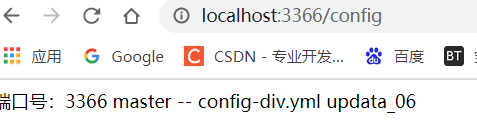 localhost:3366/config
应用 Google CSDN - 专业开发... 百度 BT
端口号：3366 master -- config-div.yml updata_06